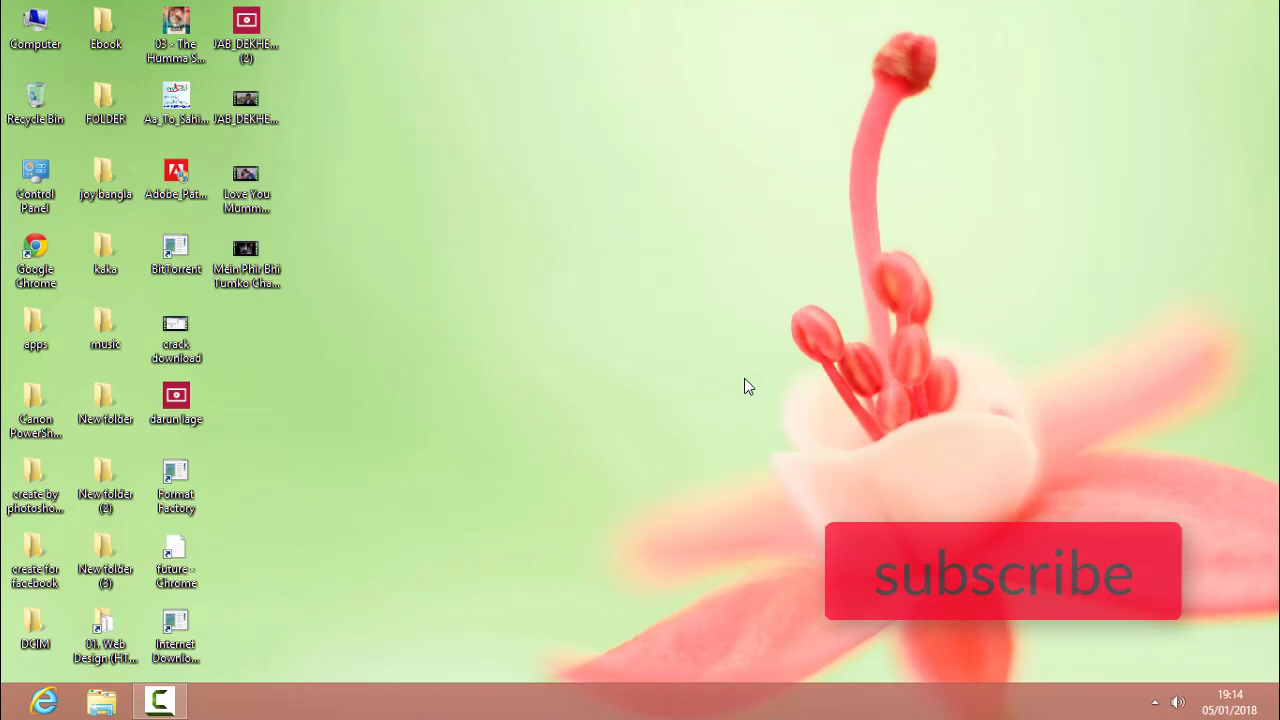 Computer
Ebook
03 - The
Humma S...
JAB_DEKHE...
(2)
Recycle Bin
FOLDER
Aa_To_Sahi...
JAB_DEKHE...
Control
Panel
joy bangla
Adobe_Pat...
Love You
Mumm...
Google
Chrome
kaka
BitTorrent
Mein Phir Bhi
Tumko Cha...
apps
music
crack
download
Canon
PowerSh...
New folder
darun lage
create by
photosho...
New folder
(2)
Format
Factory
create for
facebook
New folder
(3)
future -
Chrome
DCIM
01. Web
Design (HT...
Internet
Downlo...
subscribe
19:14
05/01/2018